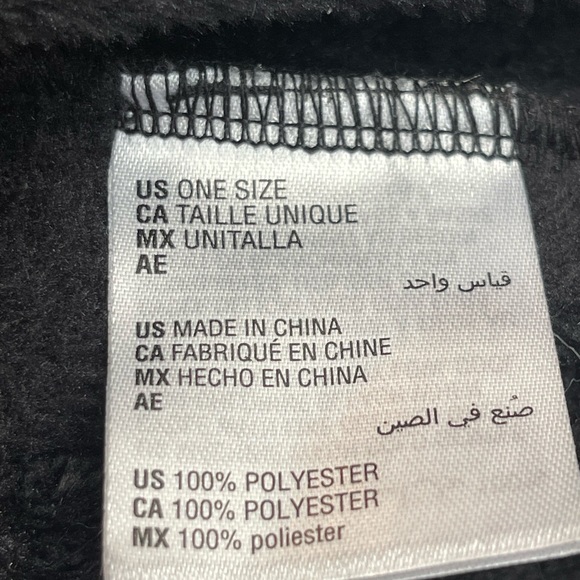 US ONE SIZE
CA TAILLE UNIQUE
MX UNITALLA
AE
قياس واحد
US MADE IN CHINA
CA FABRIQUÉ EN CHINE
MX HECHO EN CHINA
AE
صُنع في الصين
US 100% POLYESTER
CA 100% POLYESTER
MX 100% poliester